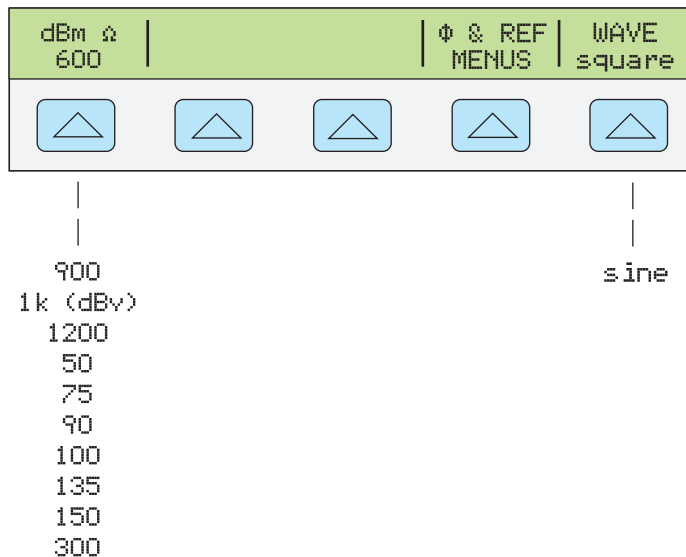 dBm Ω
600
Φ & REF
MENUS
WAVE
square
900
1k (dBv)
1200
50
75
90
100
135
150
300
sine